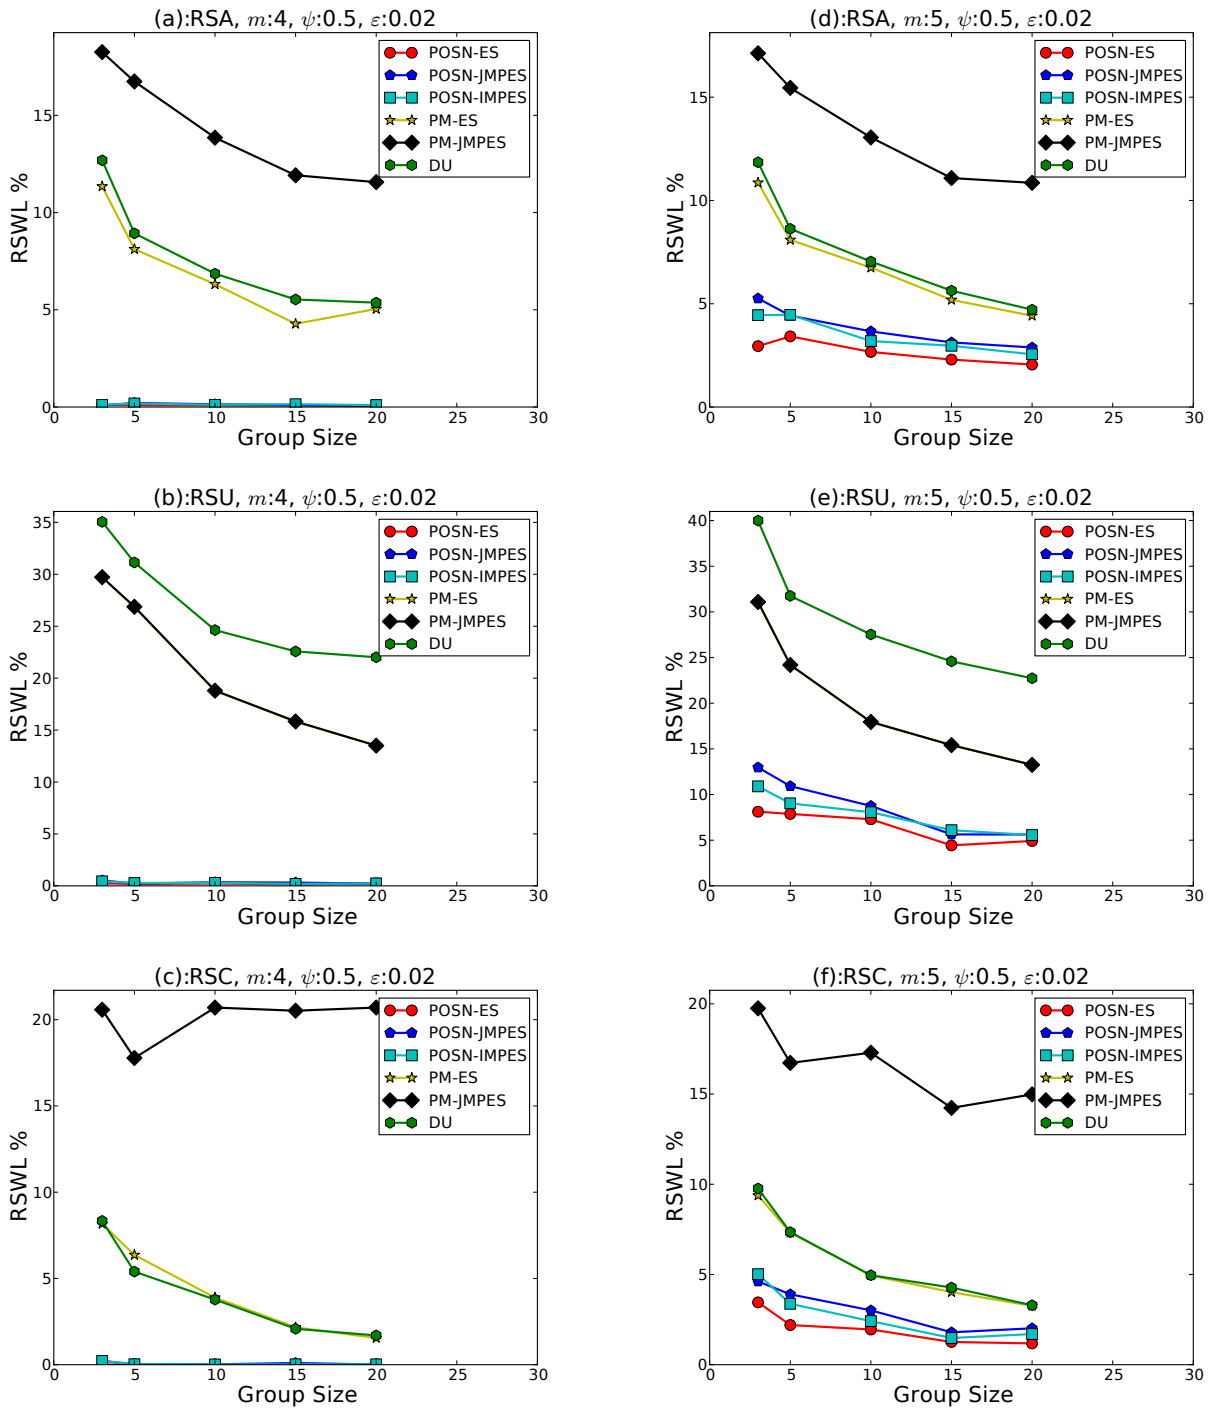 (a):RSA, m:4, ψ:0.5, ε:0.02
RSWL %
15
10
5
0
0 5 10 15 20 25 30
Group Size
POSN-ES
POSN-JMPES
POSN-IMPES
PM-ES
PM-JMPES
DU
(d):RSA, m:5, ψ:0.5, ε:0.02
RSWL %
15
10
5
0
0 5 10 15 20 25 30
Group Size
POSN-ES
POSN-JMPES
POSN-IMPES
PM-ES
PM-JMPES
DU
(b):RSU, m:4, ψ:0.5, ε:0.02
RSWL %
35
30
25
20
15
10
5
0
0 5 10 15 20 25 30
Group Size
POSN-ES
POSN-JMPES
POSN-IMPES
PM-ES
PM-JMPES
DU
(e):RSU, m:5, ψ:0.5, ε:0.02
RSWL %
40
35
30
25
20
15
10
5
0
0 5 10 15 20 25 30
Group Size
POSN-ES
POSN-JMPES
POSN-IMPES
PM-ES
PM-JMPES
DU
(c):RSC, m:4, ψ:0.5, ε:0.02
RSWL %
20
15
10
5
0
0 5 10 15 20 25 30
Group Size
POSN-ES
POSN-JMPES
POSN-IMPES
PM-ES
PM-JMPES
DU
(f):RSC, m:5, ψ:0.5, ε:0.02
RSWL %
20
15
10
5
0
0 5 10 15 20 25 30
Group Size
POSN-ES
POSN-JMPES
POSN-IMPES
PM-ES
PM-JMPES
DU